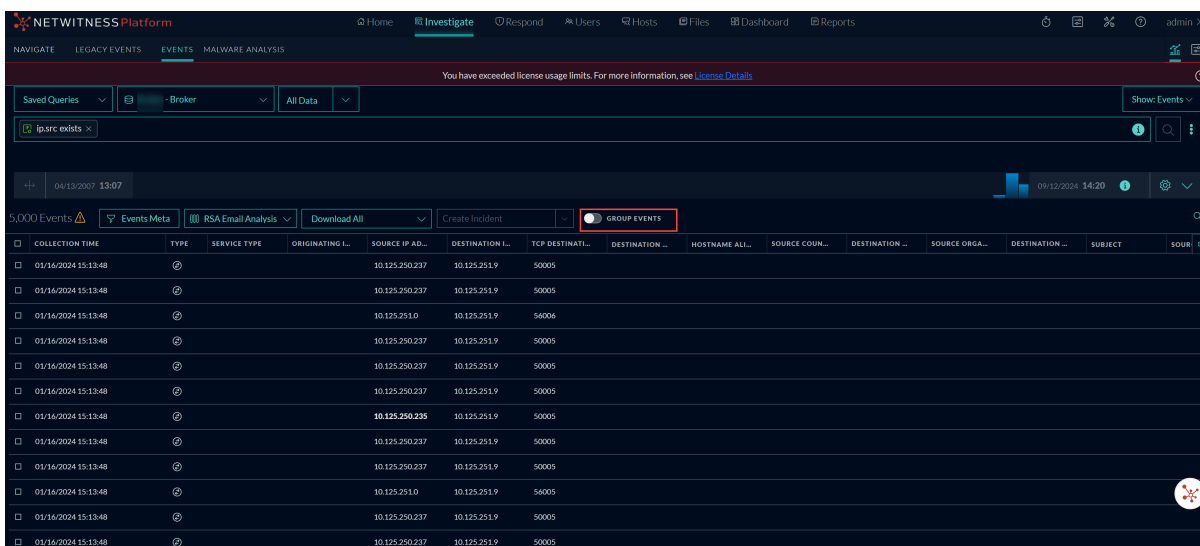 NETWITNESS Platform Home Investigate Respond Users Hosts Files Dashboard Reports admin
NAVIGATE LEGACY EVENTS EVENTS MALWARE ANALYSIS
You have exceeded license usage limits. For more information, see License Details
Saved Queries - Broker All Data Show: Events
ip.src exists ×
04/13/2007 13:07 09/12/2024 14:20
5,000 Events Events Meta RSA Email Analysis Download All Create Incident GROUP EVENTS
COLLECTION TIME TYPE SERVICE TYPE ORIGINATING I... SOURCE IP AD... DESTINATION I... TCP DESTINATI... DESTINATION ... HOSTNAME ALI... SOURCE COUN... DESTINATION ... SOURCE ORGA... DESTINATION ... SUBJECT SOUR
01/16/2024 15:13:48 10.125.250.237 10.125.251.9 50005
01/16/2024 15:13:48 10.125.250.237 10.125.251.9 50005
01/16/2024 15:13:48 10.125.251.0 10.125.251.9 56006
01/16/2024 15:13:48 10.125.250.237 10.125.251.9 50005
01/16/2024 15:13:48 10.125.250.237 10.125.251.9 50005
01/16/2024 15:13:48 10.125.250.237 10.125.251.9 50005
01/16/2024 15:13:48 10.125.250.235 10.125.251.9 50005
01/16/2024 15:13:48 10.125.250.237 10.125.251.9 50005
01/16/2024 15:13:48 10.125.250.237 10.125.251.9 50005
01/16/2024 15:13:48 10.125.251.0 10.125.251.9 56005
01/16/2024 15:13:48 10.125.250.237 10.125.251.9 50005
01/16/2024 15:13:48 10.125.250.237 10.125.251.9 50005